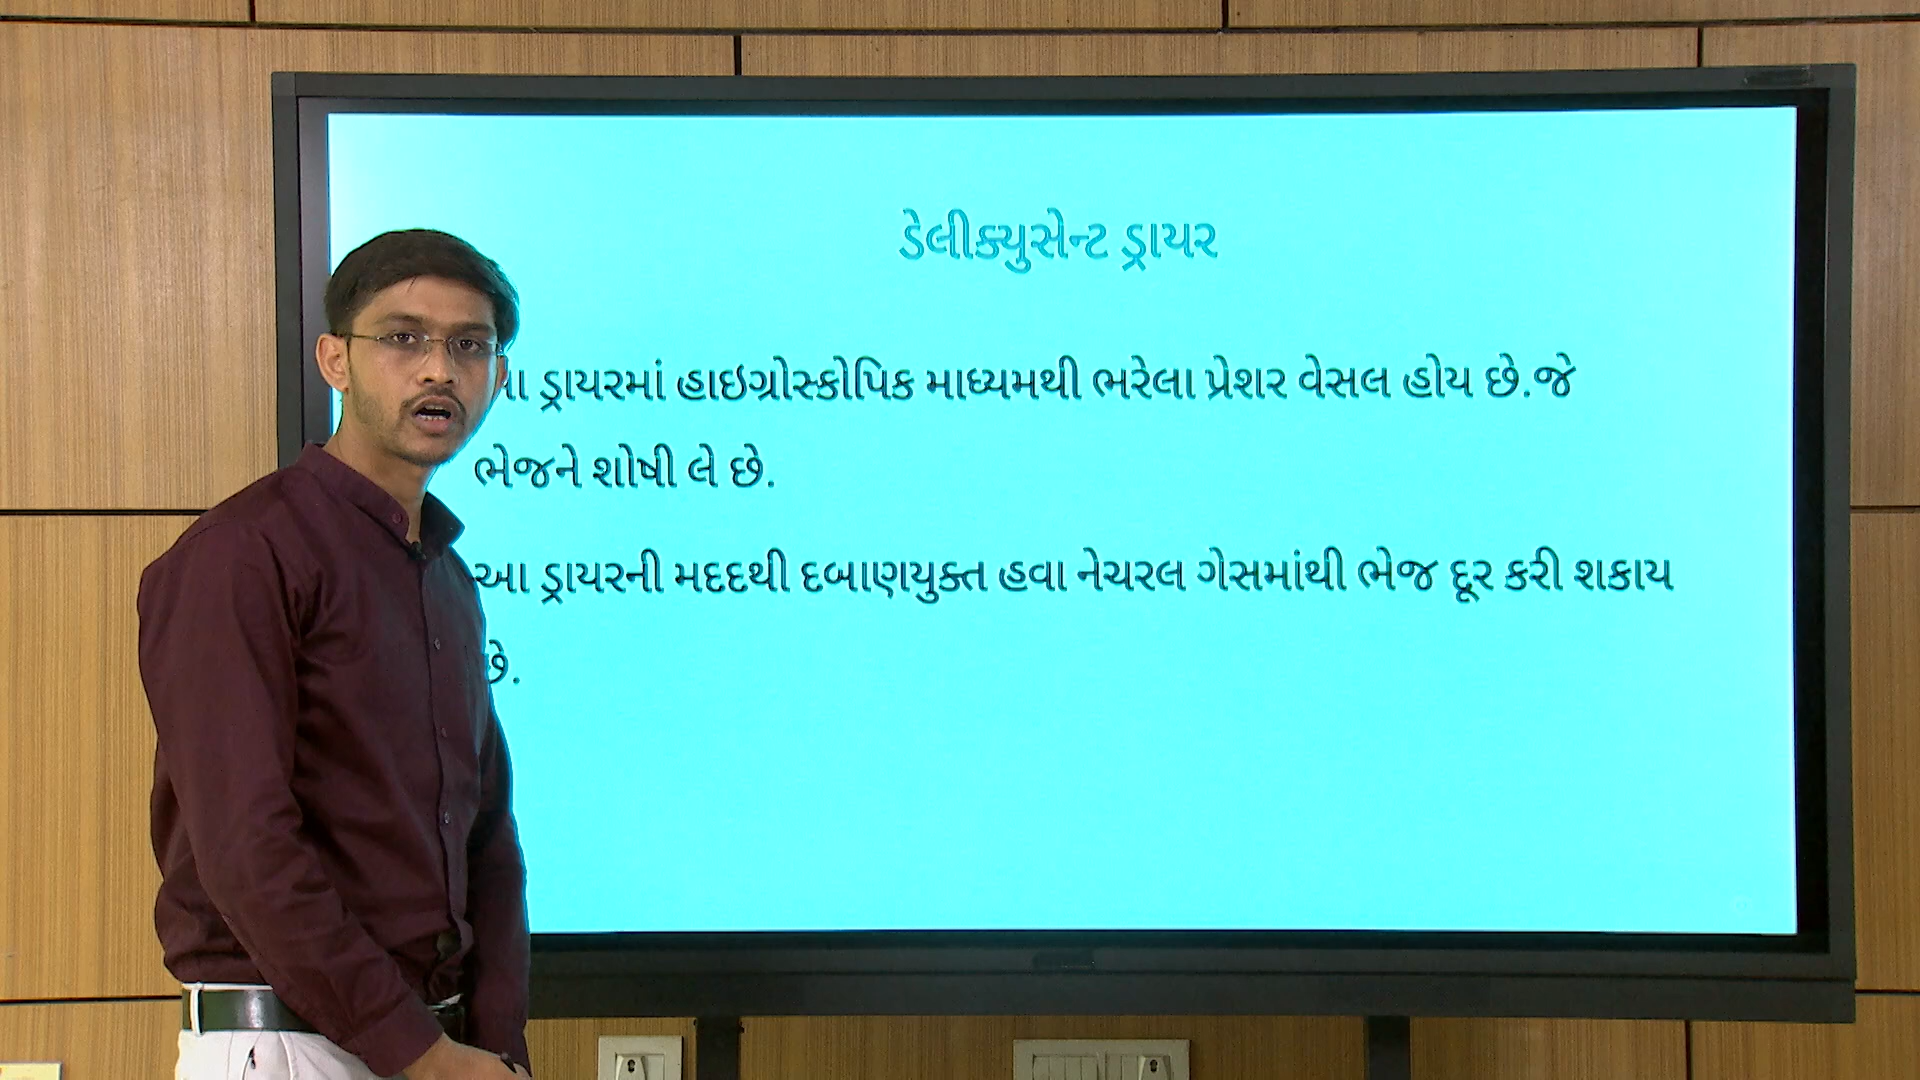 ડેલીક્યુસેન્ટ ડ્રાયર
આ ડ્રાયરમાં હાઇગ્રોસ્કોપિક માધ્યમથી ભરેલા પ્રેશર વેસલ હોય છે.જે
ભેજને શોષી લે છે.
આ ડ્રાયરની મદદથી દબાણયુક્ત હવા નેચરલ ગેસમાંથી ભેજ દૂર કરી શકાય
છે.